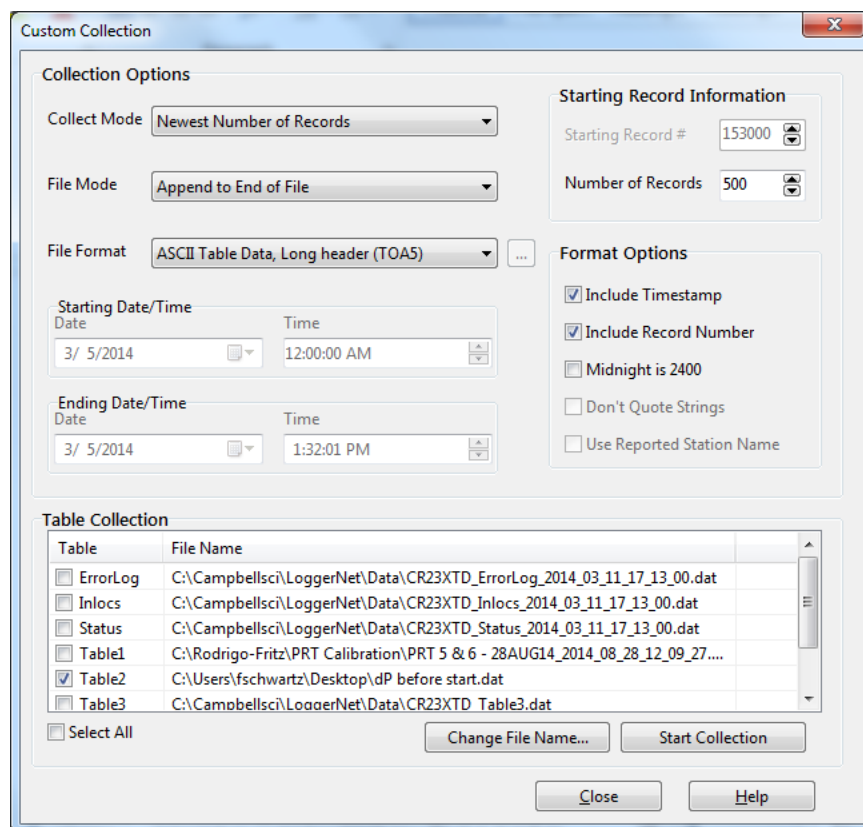 Custom Collection
Collection Options
Collect Mode Newest Number of Records
File Mode Append to End of File
File Format ASCII Table Data, Long header (TOA5) ...
Starting Date/Time
Date Time
3/ 5/2014 12:00:00 AM
Ending Date/Time
Date Time
3/ 5/2014 1:32:01 PM
Starting Record Information
Starting Record # 153000
Number of Records 500
Format Options
Include Timestamp
Include Record Number
Midnight is 2400
Don't Quote Strings
Use Reported Station Name
Table Collection
Table File Name
ErrorLog C:\Campbellsci\LoggerNet\Data\CR23XTD_ErrorLog_2014_03_11_17_13_00.dat
Inlocs C:\Campbellsci\LoggerNet\Data\CR23XTD_Inlocs_2014_03_11_17_13_00.dat
Status C:\Campbellsci\LoggerNet\Data\CR23XTD_Status_2014_03_11_17_13_00.dat
Table1 C:\Rodrigo-Fritz\PRT Calibration\PRT 5 & 6 - 28AUG14_2014_08_28_12_09_27....
Table2 C:\Users\fschwartz\Desktop\dP before start.dat
Table3 C:\Campbellsci\LoggerNet\Data\CR23XTD_Table3.dat
Select All
Change File Name... Start Collection
Close Help